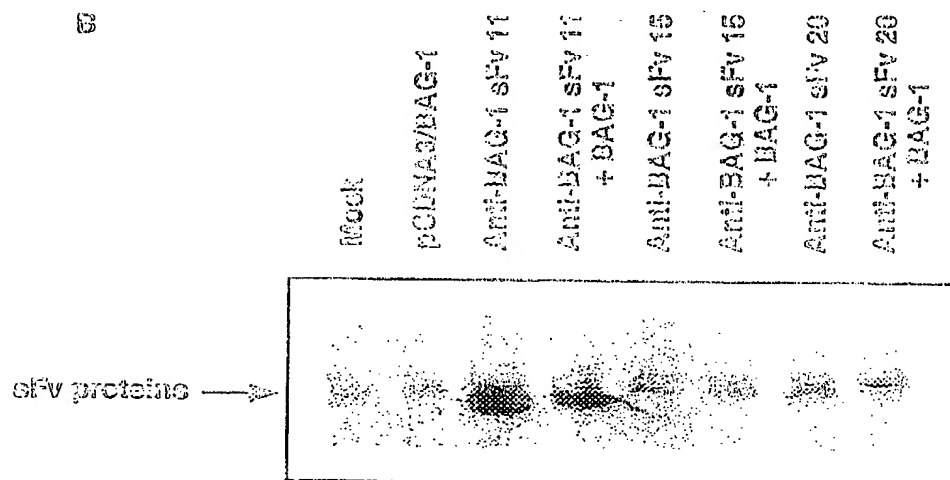 B
Mock
pCDNA3/BAG-1
Anti-BAG-1 sFv 11
Anti-BAG-1 sFv 11
+ BAG-1
Anti-BAG-1 sFv 15
Anti-BAG-1 sFv 15
+ BAG-1
Anti-BAG-1 sFv 20
Anti-BAG-1 sFv 20
+ BAG-1
sFv proteins